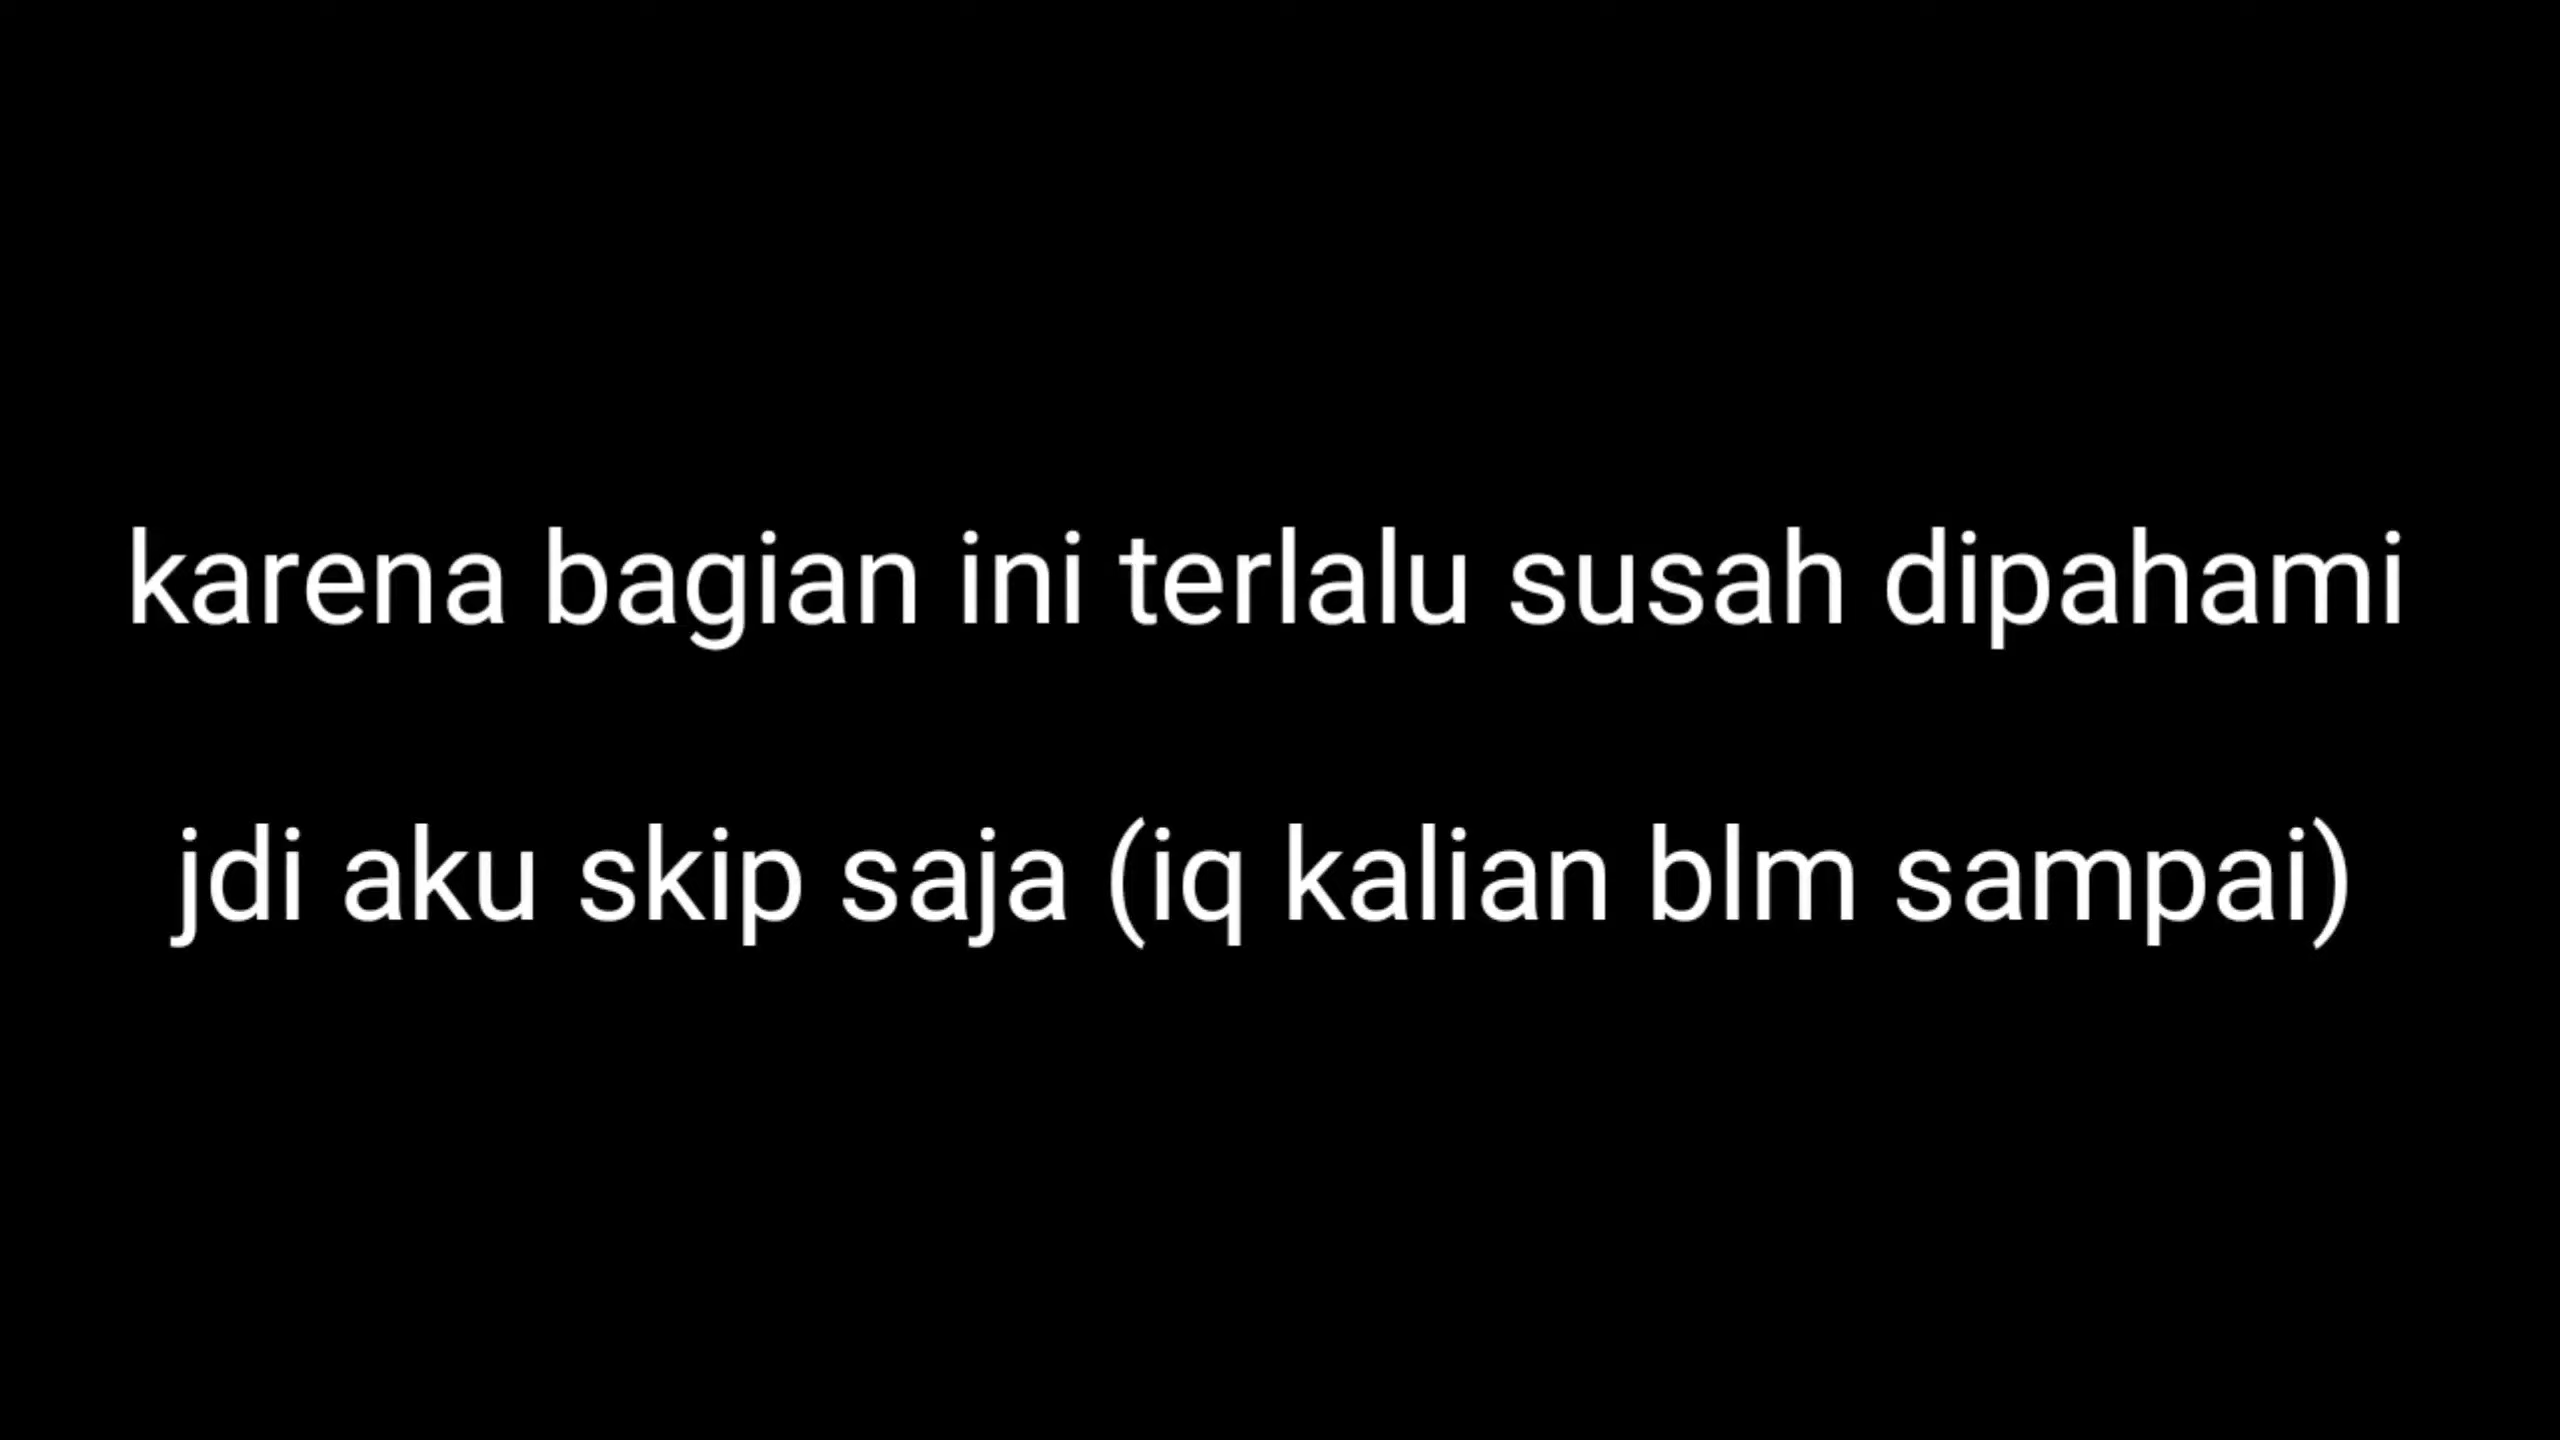 karena bagian ini terlalu susah dipahami
jdi aku skip saja (iq kalian blm sampai)